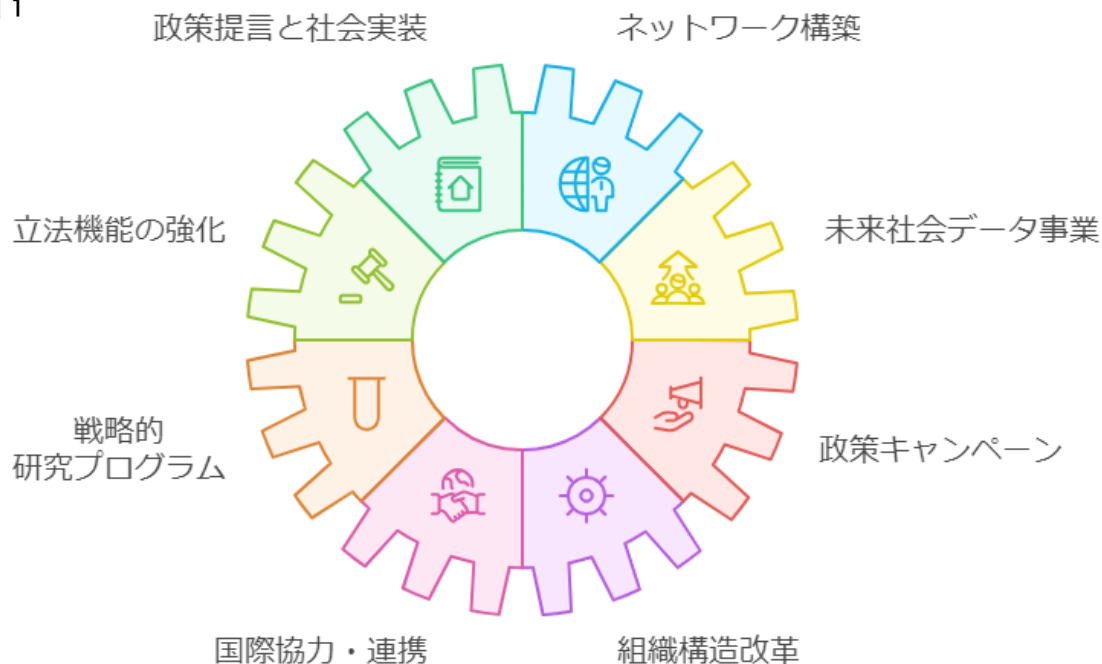 政策提言と社会実装
ネットワーク構築
立法機能の強化
未来社会データ事業
戦略的
研究プログラム
政策キャンペーン
国際協力・連携
組織構造改革